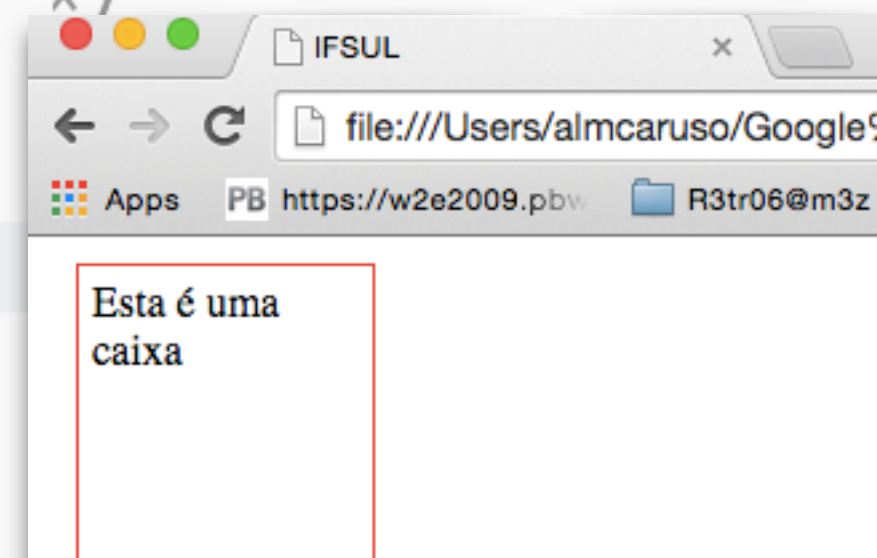 IFSUL
file:///Users/almcaruso/Google
Apps PB https://w2e2009.pbw R3tr06@m3z
Esta é uma
caixa